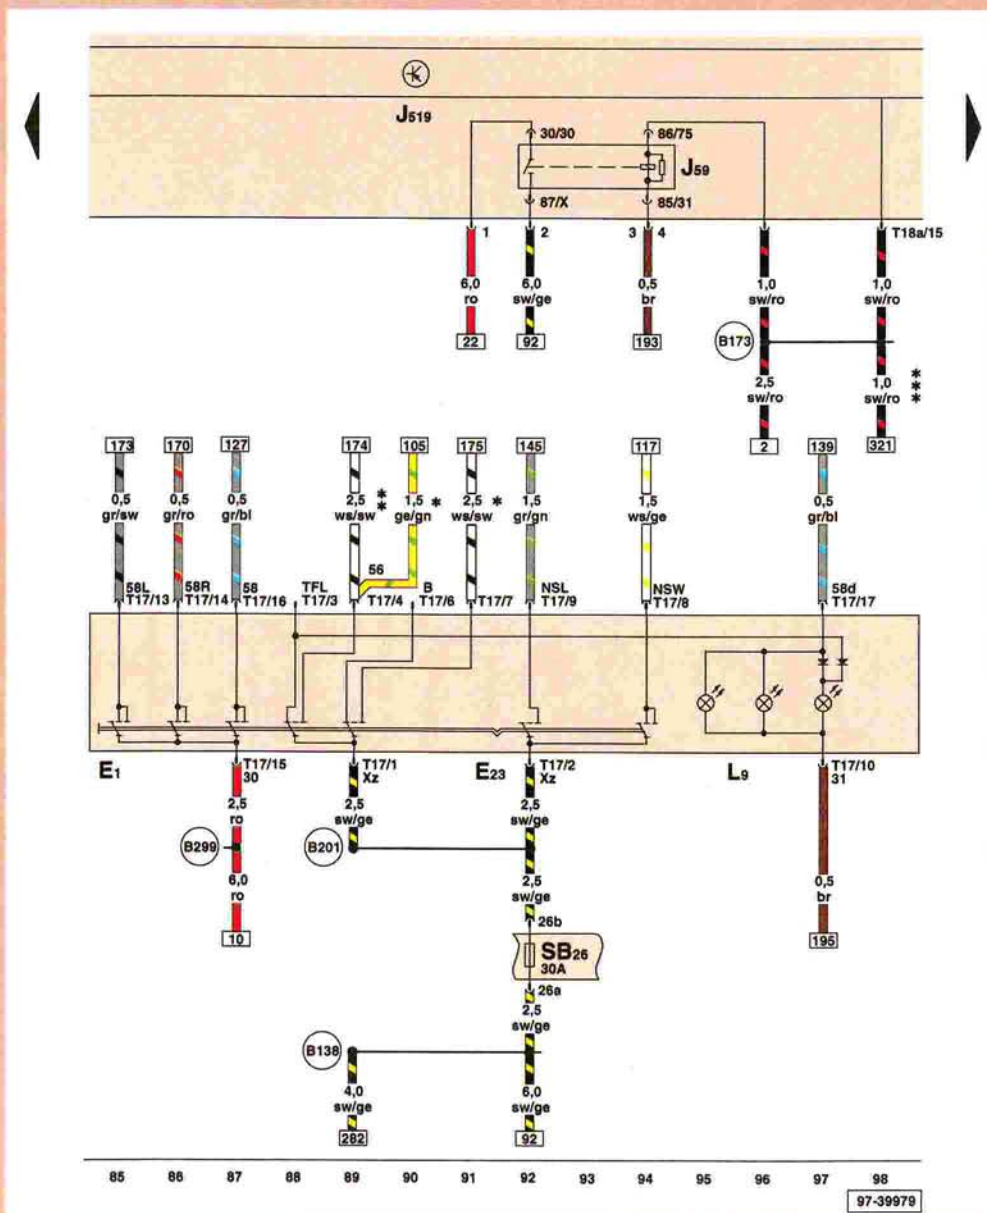 J519
30/30 86/75
J59
87/X 85/31
1 2 3 4 T18a/15
6,0 6,0 0,5 1,0 1,0
ro sw/ge br sw/ro sw/ro
22 92 193 B173
2,5 1,0 ***
sw/ro sw/ro
2 321
173 170 127 174 105 175 145 117 139
0,5 0,5 0,5 2,5 ** 1,5 * 2,5 * 1,5 1,5 0,5
gr/sw gr/ro gr/bl ws/sw ge/gn ws/sw gr/gn ws/ge gr/bl
58L 58R 58 TFL 56 B NSL NSW 58d
T17/13 T17/14 T17/16 T17/3 T17/4 T17/6 T17/7 T17/9 T17/8 T17/17
E1 T17/15 T17/1 E23 T17/2 L9 T17/10
30 Xz Xz 31
2,5 2,5 2,5
ro sw/ge sw/ge
B299 B201
6,0 2,5 0,5
ro sw/ge br
10 26b 195
SB26
30A
26a
2,5
sw/ge
B138
4,0 6,0
sw/ge sw/ge
282 92
85 86 87 88 89 90 91 92 93 94 95 96 97 98
97-39979